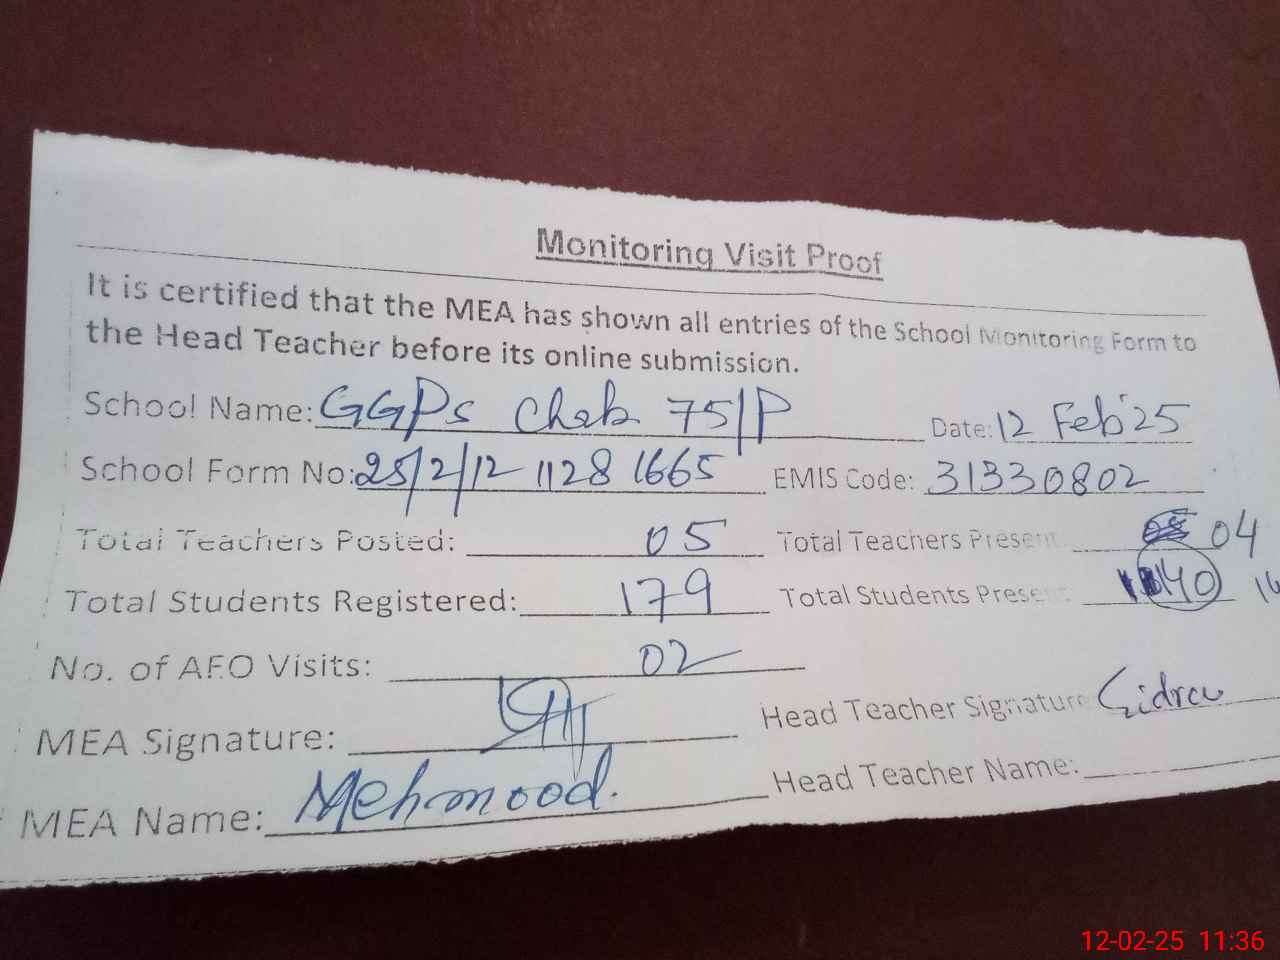 Monitoring Visit Proof
It is certified that the MEA has shown all entries of the School Monitoring Form to
the Head Teacher before its online submission.
School Name: GGPS Chak 75/P Date: 12 Feb'25
School Form No: 25/2/12 1128 1665 EMIS Code: 31330802
Total Teachers Posted: 05 Total Teachers Present 04
Total Students Registered: 179 Total Students Present 140
No. of AEO Visits: 02
MEA Signature: Head Teacher Signature Sidra
MEA Name: Mehmood. Head Teacher Name:
12-02-25 11:36